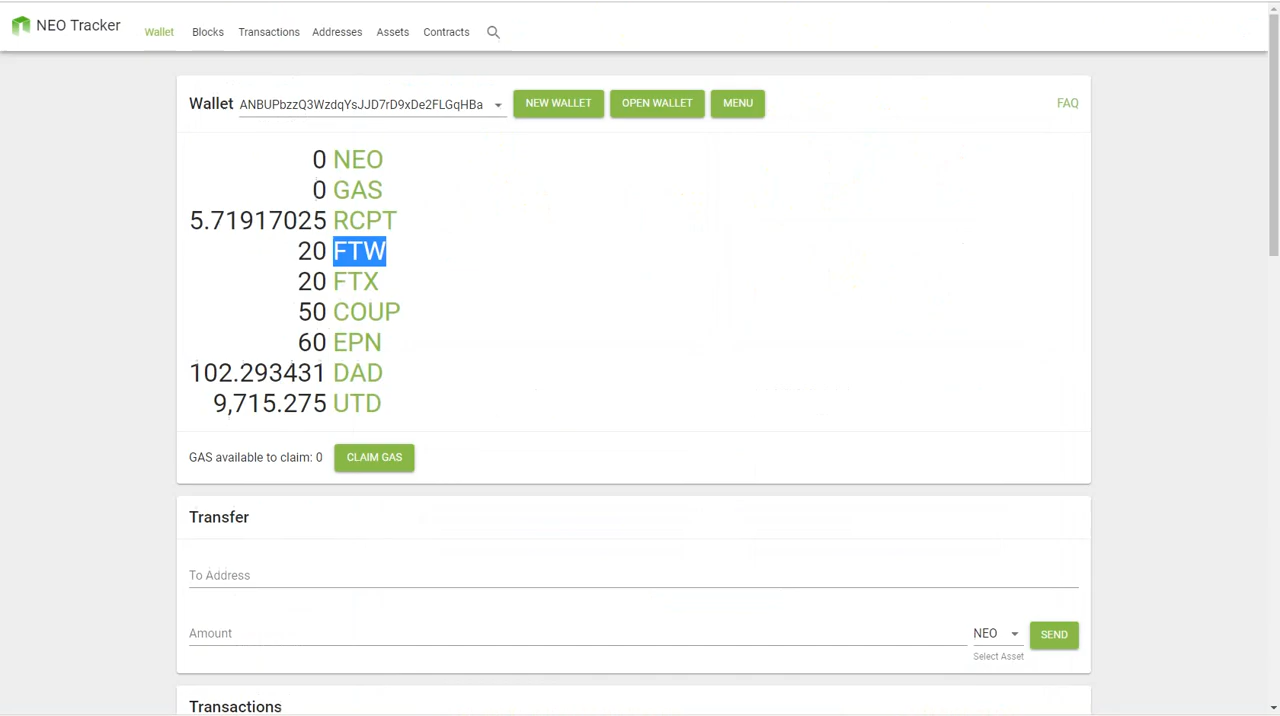 NEO Tracker
Wallet Blocks Transactions Addresses Assets Contracts
Wallet ANBUPbzzQ3WzdqYsJJD7rD9xDe2FLGqHBa NEW WALLET OPEN WALLET MENU FAQ
0 NEO
0 GAS
5.71917025 RCPT
20 FTW
20 FTX
50 COUP
60 EPN
102.293431 DAD
9,715.275 UTD
GAS available to claim: 0 CLAIM GAS
Transfer
To Address
Amount NEO SEND
Select Asset
Transactions